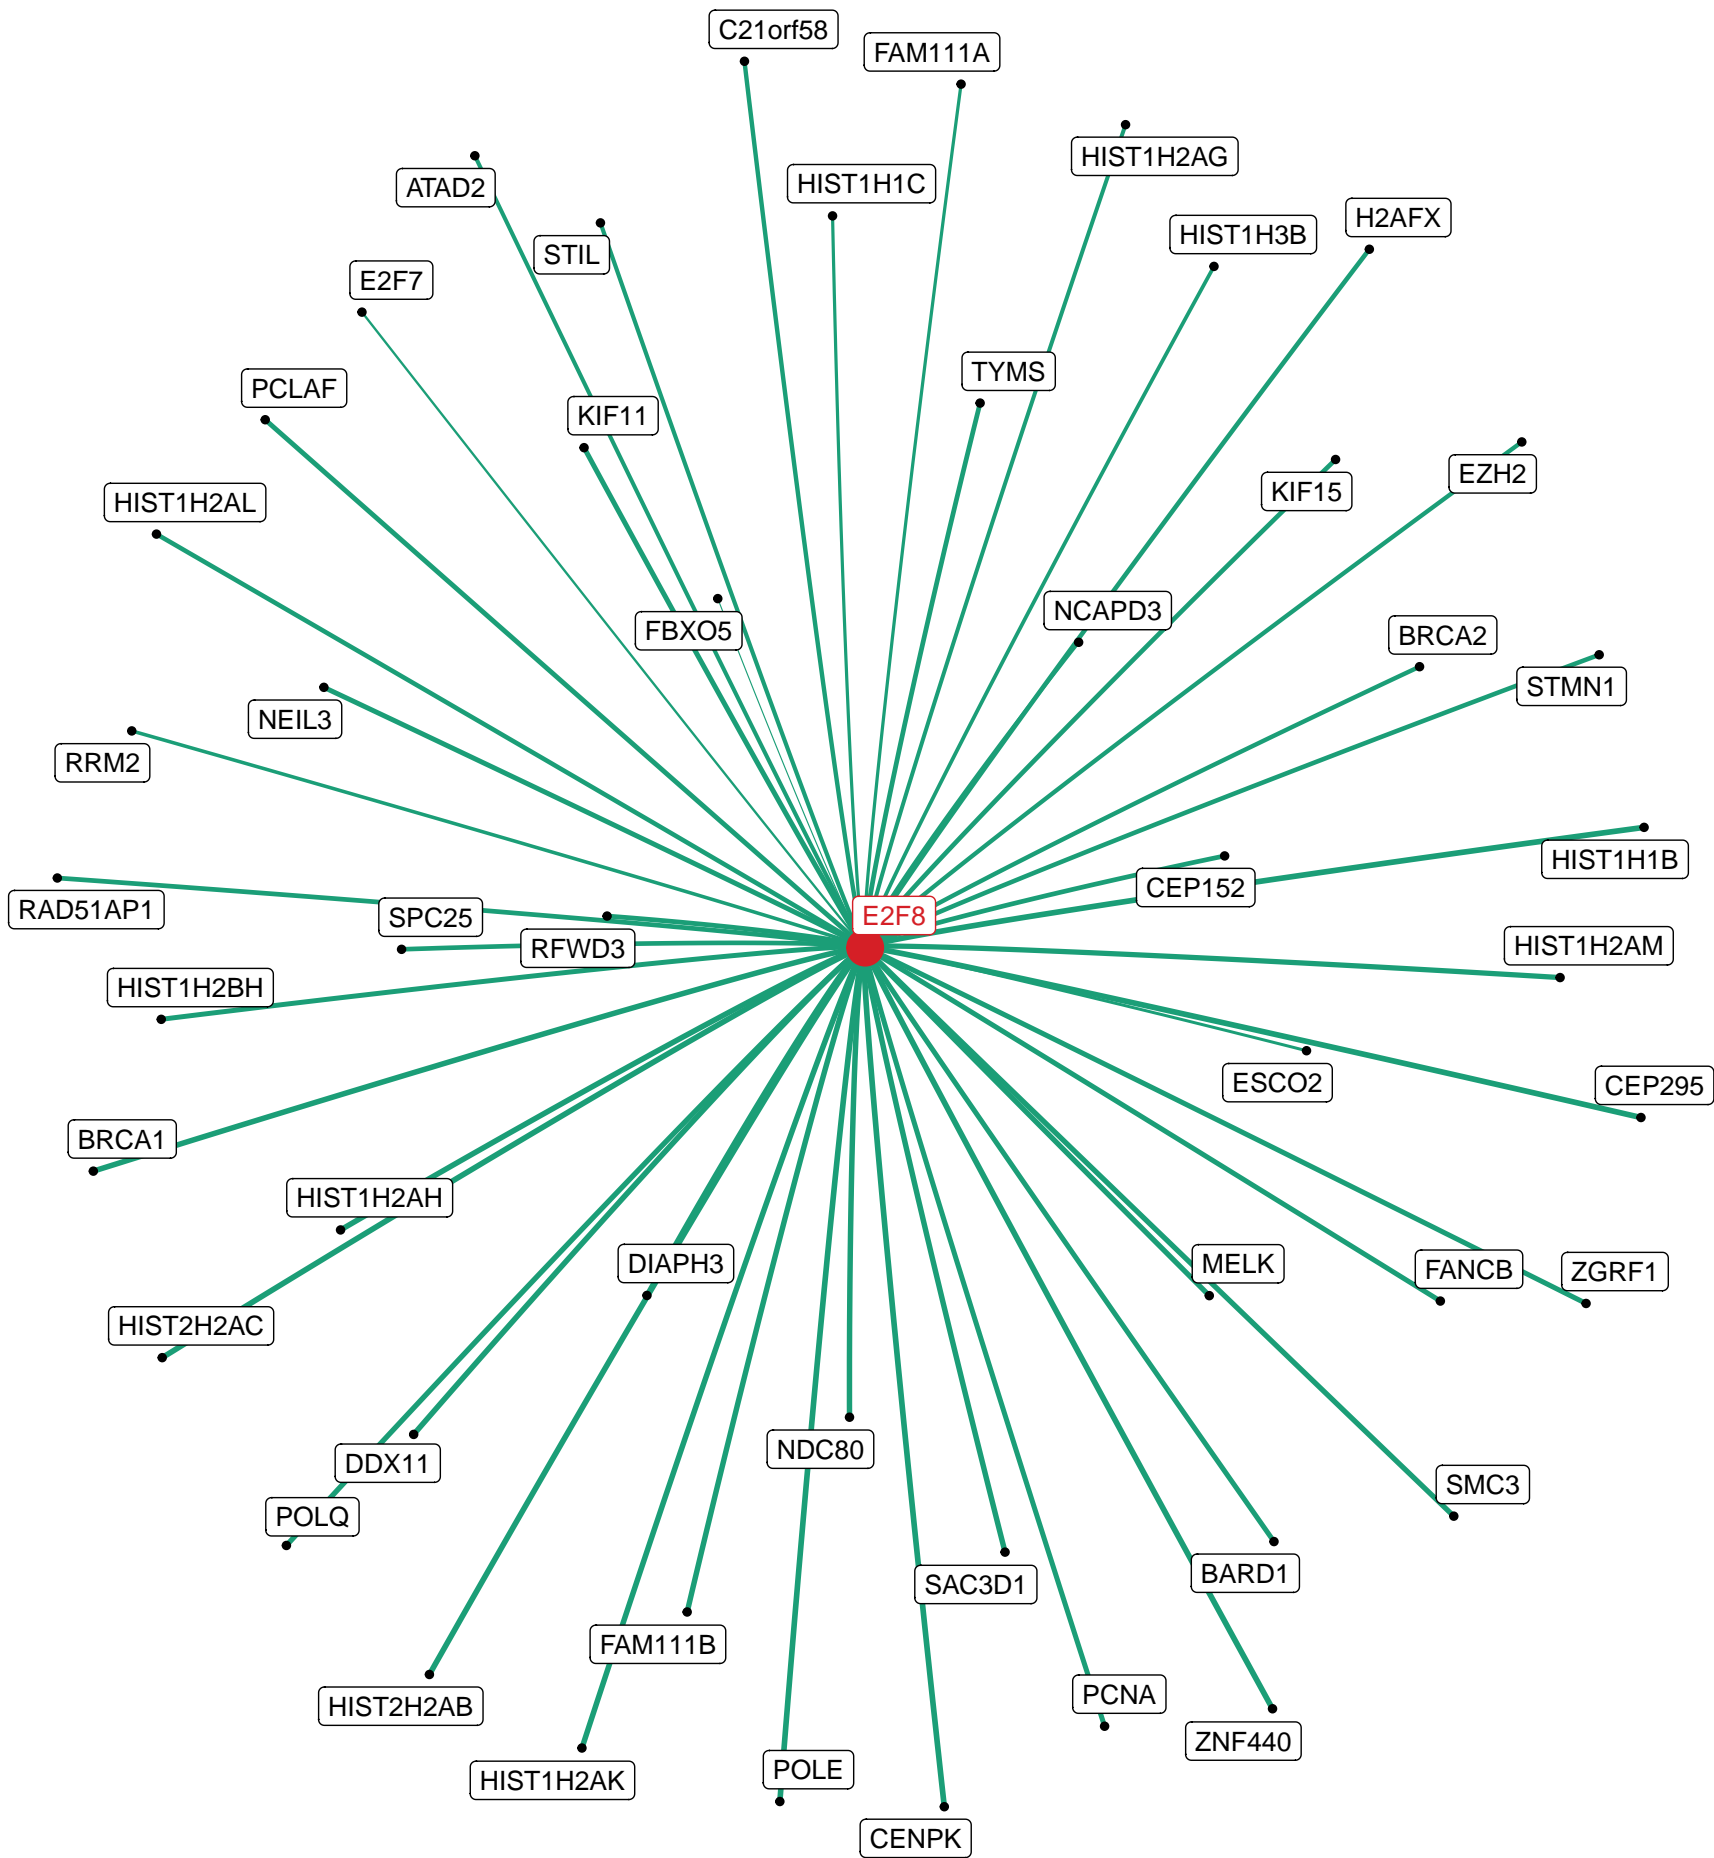 C21orf58
FAM111A
HIST1H2AG
ATAD2
HIST1H1C
H2AFX
HIST1H3B
STIL
E2F7
TYMS
PCLAF
KIF11
EZH2
KIF15
HIST1H2AL
NCAPD3
FBXO5
BRCA2
STMN1
NEIL3
RRM2
HIST1H1B
CEP152
RAD51AP1
SPC25
E2F8
RFWD3
HIST1H2AM
HIST1H2BH
ESCO2
CEP295
BRCA1
HIST1H2AH
DIAPH3
MELK
FANCB
ZGRF1
HIST2H2AC
NDC80
DDX11
SMC3
POLQ
BARD1
SAC3D1
FAM111B
PCNA
HIST2H2AB
ZNF440
POLE
HIST1H2AK
CENPK